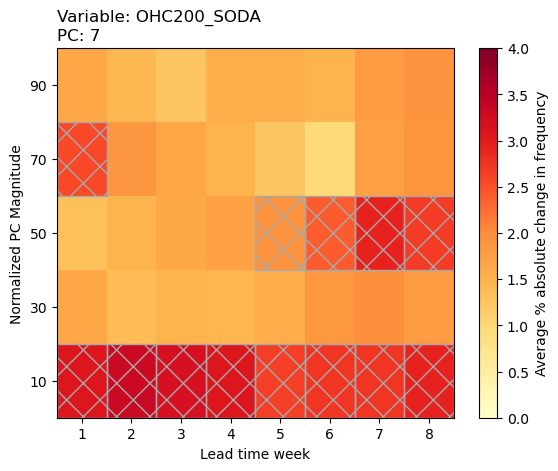 Variable: OHC200_SODA
PC: 7
90
70
50
30
10
Normalized PC Magnitude
1 2 3 4 5 6 7 8
Lead time week
4.0
3.5
3.0
2.5
2.0
1.5
1.0
0.5
0.0
Average % absolute change in frequency